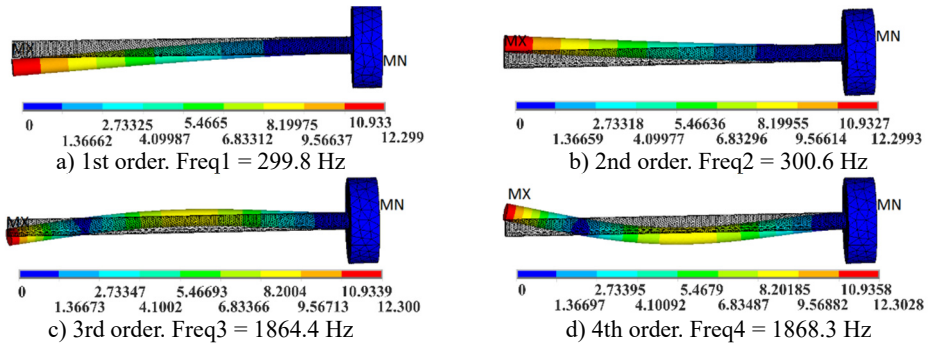 MX
MN
0 2.73325 5.4665 8.19975 10.933
1.36662 4.09987 6.83312 9.56637 12.299
a) 1st order. Freq1 = 299.8 Hz
MX
MN
0 2.73318 5.46636 8.19955 10.9327
1.36659 4.09977 6.83296 9.56614 12.2993
b) 2nd order. Freq2 = 300.6 Hz
MX
MN
0 2.73347 5.46693 8.2004 10.9339
1.36673 4.1002 6.83366 9.56713 12.300
c) 3rd order. Freq3 = 1864.4 Hz
MX
MN
0 2.73395 5.4679 8.20185 10.9358
1.36697 4.10092 6.83487 9.56882 12.3028
d) 4th order. Freq4 = 1868.3 Hz